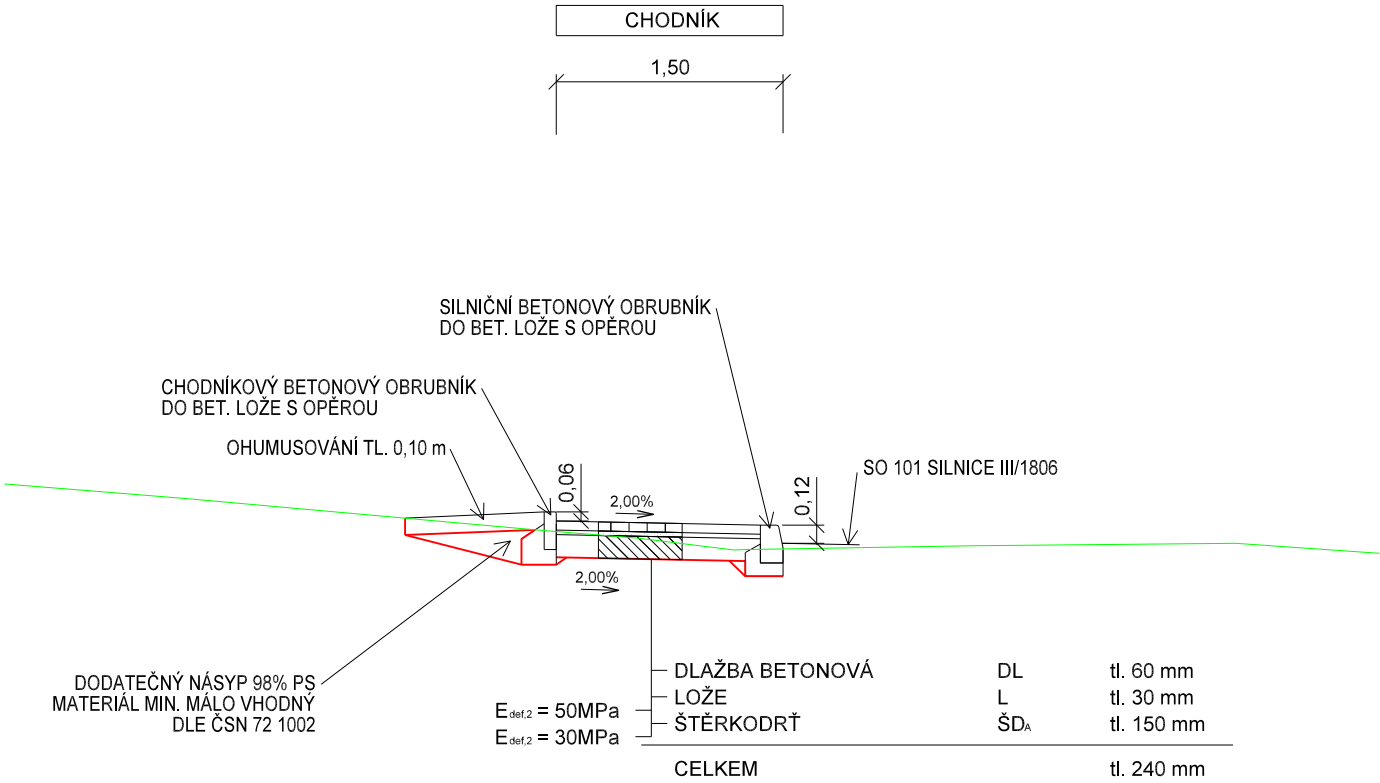 CHODNÍK
1,50
SILNIČNÍ BETONOVÝ OBRUBNÍK
DO BET. LOŽE S OPĚROU
CHODNÍKOVÝ BETONOVÝ OBRUBNÍK
DO BET. LOŽE S OPĚROU
OHUMUSOVÁNÍ TL. 0,10 m
0,06
2,00%
0,12
SO 101 SILNICE III/1806
2,00%
DODATEČNÝ NÁSYP 98% PS
MATERIÁL MIN. MÁLO VHODNÝ
DLE ČSN 72 1002
DLAŽBA BETONOVÁ DL tl. 60 mm
LOŽE L tl. 30 mm
Edef,2 = 50MPa
ŠTĚRKODRŤ ŠDA tl. 150 mm
Edef,2 = 30MPa
CELKEM tl. 240 mm